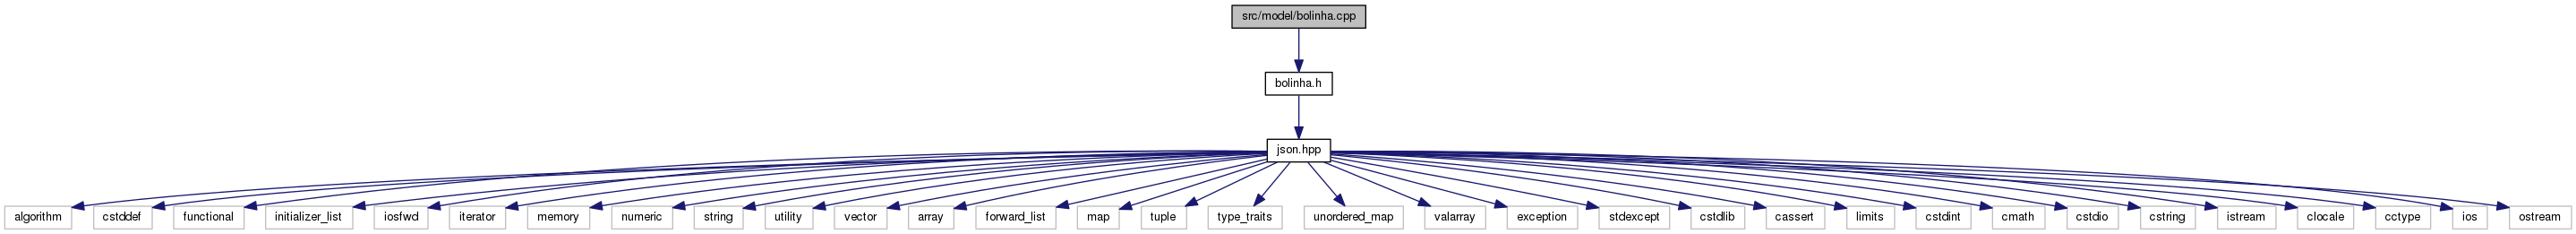 src/model/bolinha.cpp
bolinha.h
json.hpp
algorithm
cstddef
functional
initializer_list
iosfwd
iterator
memory
numeric
string
utility
vector
array
forward_list
map
tuple
type_traits
unordered_map
valarray
exception
stdexcept
cstdlib
cassert
limits
cstdint
cmath
cstdio
cstring
istream
clocale
cctype
ios
ostream